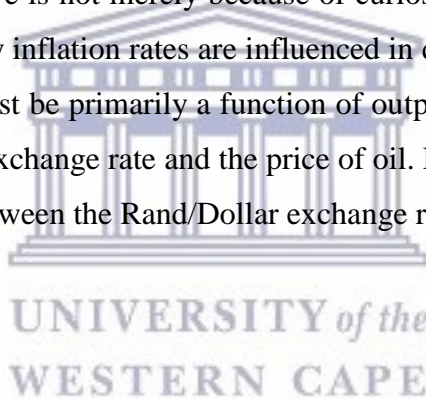 e is not merely because of curios
y inflation rates are influenced in
st be primarily a function of outp
xchange rate and the price of oil.
ween the Rand/Dollar exchange r
UNIVERSITY of the
WESTERN CAPE